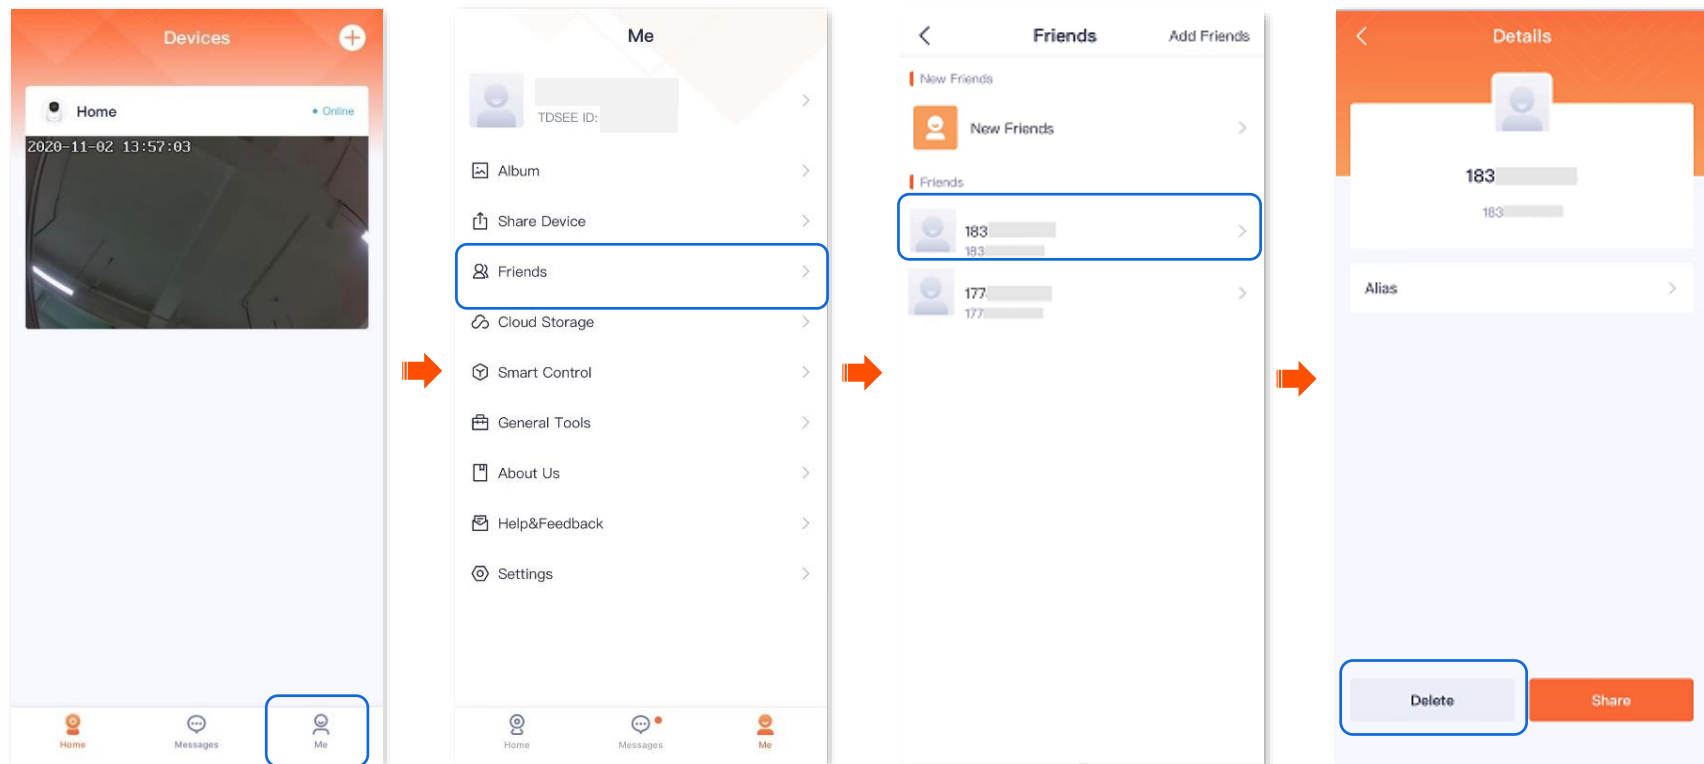 Devices
Home
• Online
2020-11-02 13:57:03
Home
Messages
Me
Me
TDSEE ID:
Album
Share Device
Friends
Cloud Storage
Smart Control
General Tools
About Us
Help&Feedback
Settings
Home
Messages
Me
Friends
Add Friends
New Friends
New Friends
Friends
183
183
177
177
Details
183
183
Alias
Delete
Share